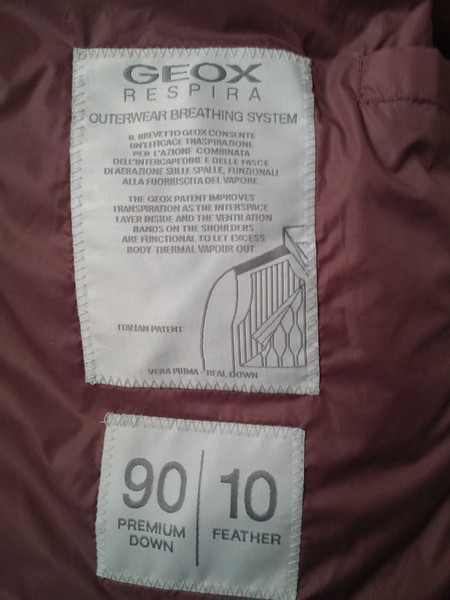 GEOX
RESPIRA
OUTERWEAR BREATHING SYSTEM
IL BREVETTO GEOX CONSENTE
UN'EFFICACE TRASPIRAZIONE
PER L'AZIONE COMBINATA
DELL'INTERCAPEDINE E DELLE FASCE
DI AERAZIONE SULLE SPALLE, FUNZIONALI
ALLA FUORIUSCITA DEL VAPORE.
THE GEOX PATENT IMPROVES
TRANSPIRATION AS THE INTERSPACE
LAYER INSIDE AND THE VENTILATION
BANDS ON THE SHOULDERS
ARE FUNCTIONAL TO LET EXCESS
BODY THERMAL VAPOUR OUT.
ITALIAN PATENT
VERA PIUMA - REAL DOWN
90
PREMIUM
DOWN
10
FEATHER